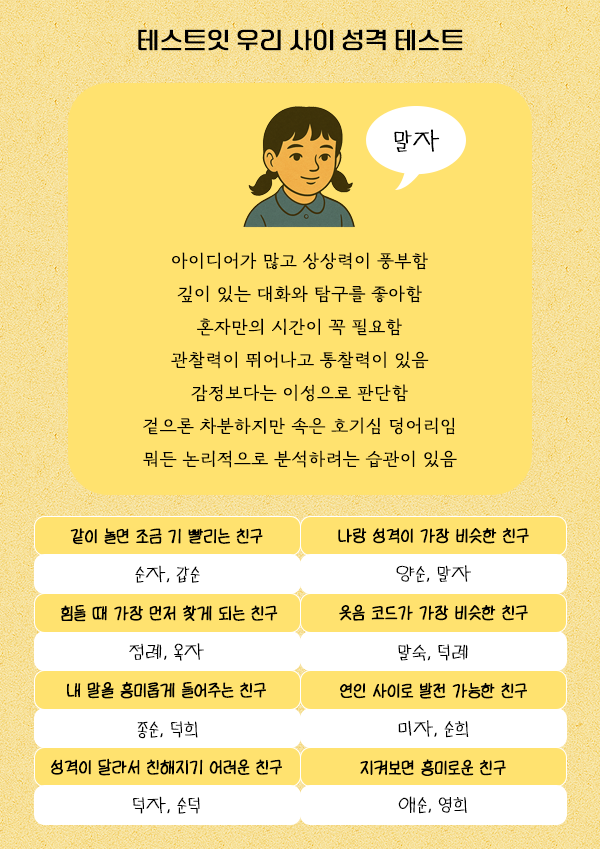 테스트잇 우리 사이 성격 테스트
말자
아이디어가 많고 상상력이 풍부함
깊이 있는 대화와 탐구를 좋아함
혼자만의 시간이 꼭 필요함
관찰력이 뛰어나고 통찰력이 있음
감정보다는 이성으로 판단함
겉으론 차분하지만 속은 호기심 덩어리임
뭐든 논리적으로 분석하려는 습관이 있음
같이 놀면 조금 기 빨리는 친구
나랑 성격이 가장 비슷한 친구
순자, 갑순
양순, 말자
힘들 때 가장 먼저 찾게 되는 친구
웃음 코드가 가장 비슷한 친구
점례, 옥자
말숙, 덕례
내 말을 흥미롭게 들어주는 친구
연인 사이로 발전 가능한 친구
종순, 덕희
미자, 순희
성격이 달라서 친해지기 어려운 친구
지켜보면 흥미로운 친구
덕자, 순덕
애순, 영희